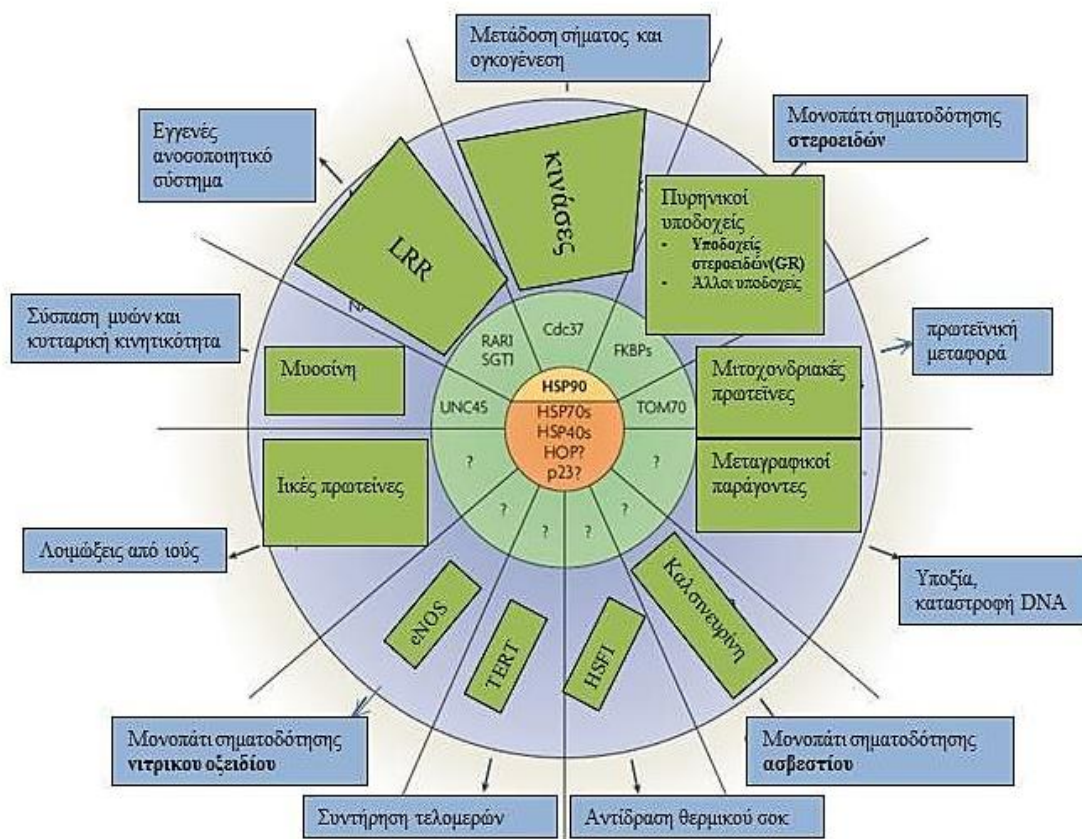 Μετάδοση σήματος και
ογκογένεση
Μονοπάτι σηματοδότησης
στεροειδών
Εγγενές
ανοσοποιητικό
σύστημα
κινάσες
Πυρηνικοί
υποδοχείς
• Υποδοχείς
στεροειδών(GR)
• Άλλοι υποδοχείς
LRR
Σύσπαση μυών και
κυτταρική κινητικότητα
πρωτεϊνική
μεταφορά
RAR1
SGT1
Cdc37
FKBPs
Μυοσίνη
Μιτοχονδριακές
πρωτεΐνες
HSP90
UNC45
TOM70
HSP70s
HSP40s
HOP?
p23?
Ιικές πρωτείνες
?
?
Μεταγραφικοί
παράγοντες
?
?
?
?
Λοιμώξεις από ιούς
Υποξία,
καταστροφή DNA
eNOS
TERT
HSF1
Καλσινευρίνη
Μονοπάτι σηματοδότησης
νιτρικου οξειδίου
Μονοπάτι σηματοδότησης
ασβεστίου
Συντήρηση τελομερών
Αντίδραση θερμικού σοκ